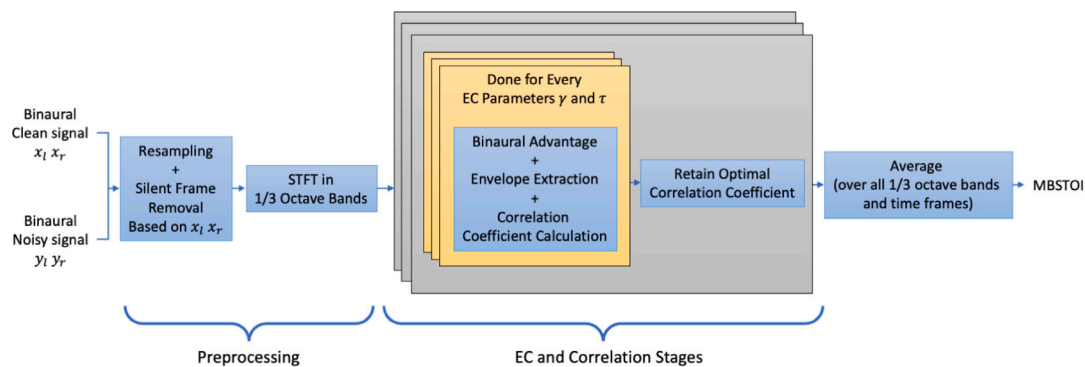 Binaural
Clean signal
x_l x_r
Binaural
Noisy signal
y_l y_r
Resampling
+
Silent Frame
Removal
Based on x_l x_r
STFT in
1/3 Octave Bands
Done for Every
EC Parameters γ and τ
Binaural Advantage
+
Envelope Extraction
+
Correlation
Coefficient Calculation
Retain Optimal
Correlation Coefficient
Average
(over all 1/3 octave bands
and time frames)
MBSTOI
Preprocessing
EC and Correlation Stages